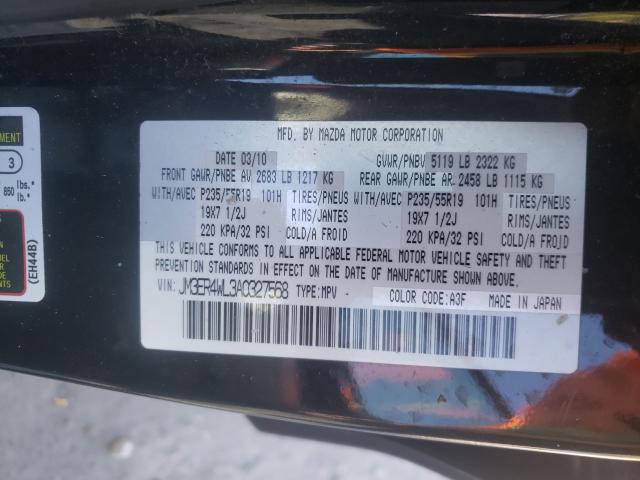 MFD. BY MAZDA MOTOR CORPORATION
DATE 03/10 GVWR/PNBV 5119 LB 2322 KG
FRONT GAWR/PNBE AV 2683 LB 1217 KG REAR GAWR/PNBE AR 2458 LB 1115 KG
WITH/AVEC P235/55R19 101H TIRES/PNEUS WITH/AVEC P235/55R19 101H TIRES/PNEUS
19X7 1/2J RIMS/JANTES 19X7 1/2J RIMS/JANTES
220 KPA/32 PSI COLD/A FROID 220 KPA/32 PSI COLD/A FROID
THIS VEHICLE CONFORMS TO ALL APPLICABLE FEDERAL MOTOR VEHICLE SAFETY AND THEFT
PREVENTION STANDARDS IN EFFECT ON THE DATE OF MANUFACTURE SHOWN ABOVE.
VIN: JM3ER4WL3A0327568 TYPE:MPV COLOR CODE:A3F MADE IN JAPAN
3
850 lbs.
lbs.*
(EH44B)